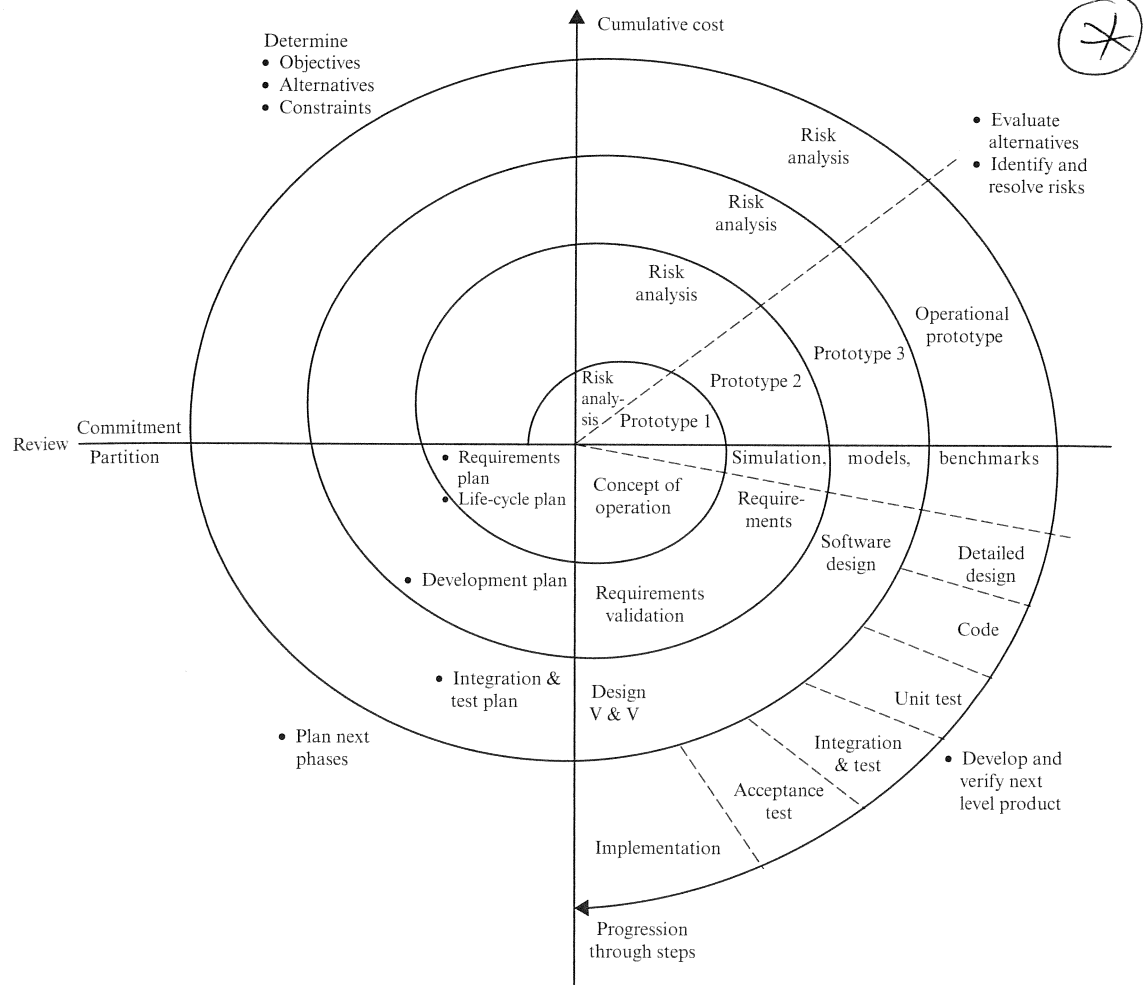 Cumulative cost
Determine
• Objectives
• Alternatives
• Constraints
• Evaluate
alternatives
• Identify and
resolve risks
Risk
analysis
Risk
analysis
Risk
analysis
Risk
analy-
sis
Operational
prototype
Prototype 3
Prototype 2
Prototype 1
Commitment
Review
Partition
Simulation, models, benchmarks
• Requirements
plan
• Life-cycle plan
Concept of
operation
Require-
ments
Software
design
Detailed
design
• Development plan
Requirements
validation
Code
• Integration &
test plan
Design
V & V
Unit test
• Plan next
phases
Integration
& test
• Develop and
verify next
level product
Acceptance
test
Implementation
Progression
through steps